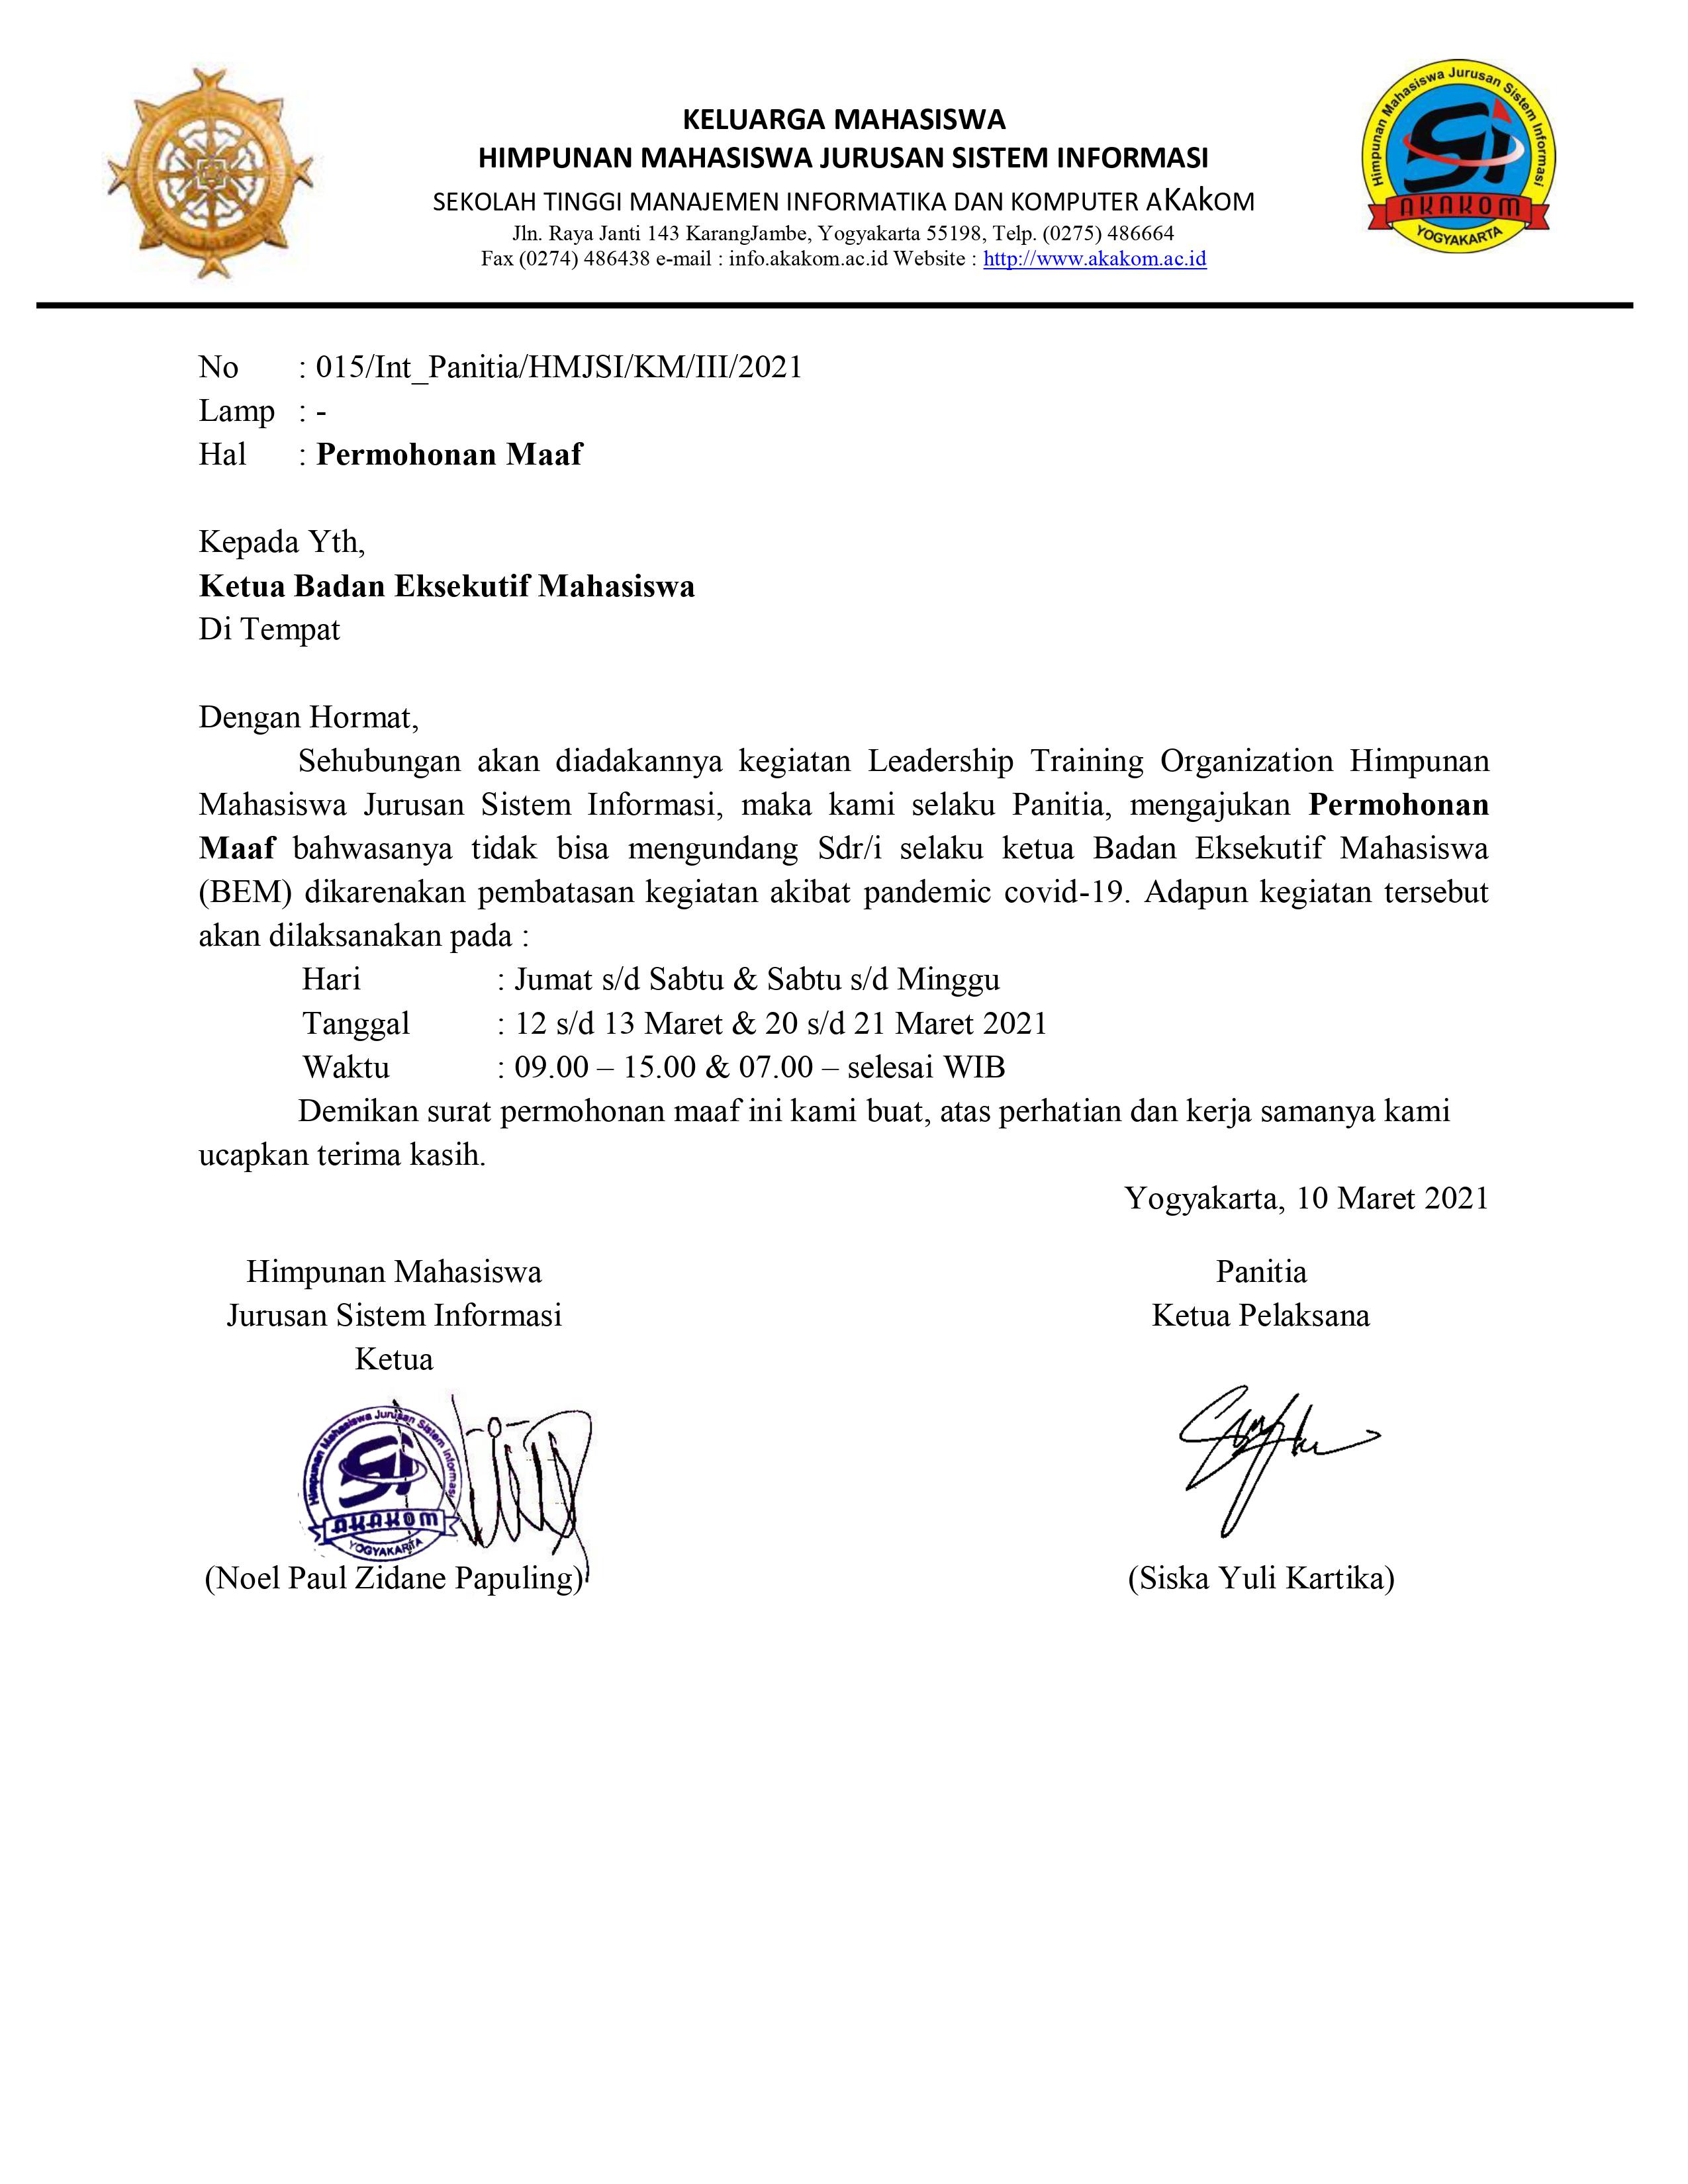 KELUARGA MAHASISWA
HIMPUNAN MAHASISWA JURUSAN SISTEM INFORMASI
SEKOLAH TINGGI MANAJEMEN INFORMATIKA DAN KOMPUTER AKAkOM
Jln. Raya Janti 143 KarangJambe, Yogyakarta 55198, Telp. (0275) 486664
Fax (0274) 486438 e-mail : info.akakom.ac.id Website : http://www.akakom.ac.id
Himpunan Mahasiswa Jurusan Sistem Informasi
Si
AKAKOM
YOGYAKARTA
No : 015/Int_Panitia/HMJSI/KM/III/2021
Lamp : -
Hal : Permohonan Maaf
Kepada Yth,
Ketua Badan Eksekutif Mahasiswa
Di Tempat
Dengan Hormat,
Sehubungan akan diadakannya kegiatan Leadership Training Organization Himpunan
Mahasiswa Jurusan Sistem Informasi, maka kami selaku Panitia, mengajukan Permohonan
Maaf bahwasanya tidak bisa mengundang Sdr/i selaku ketua Badan Eksekutif Mahasiswa
(BEM) dikarenakan pembatasan kegiatan akibat pandemic covid-19. Adapun kegiatan tersebut
akan dilaksanakan pada :
Hari : Jumat s/d Sabtu & Sabtu s/d Minggu
Tanggal : 12 s/d 13 Maret & 20 s/d 21 Maret 2021
Waktu : 09.00 – 15.00 & 07.00 – selesai WIB
Demikan surat permohonan maaf ini kami buat, atas perhatian dan kerja samanya kami
ucapkan terima kasih.
Yogyakarta, 10 Maret 2021
Himpunan Mahasiswa
Jurusan Sistem Informasi
Ketua
Panitia
Ketua Pelaksana
Himpunan Mahasiswa Jurusan Sistem Informasi
Si
AKAKOM
YOGYAKARTA
(Noel Paul Zidane Papuling)
(Siska Yuli Kartika)